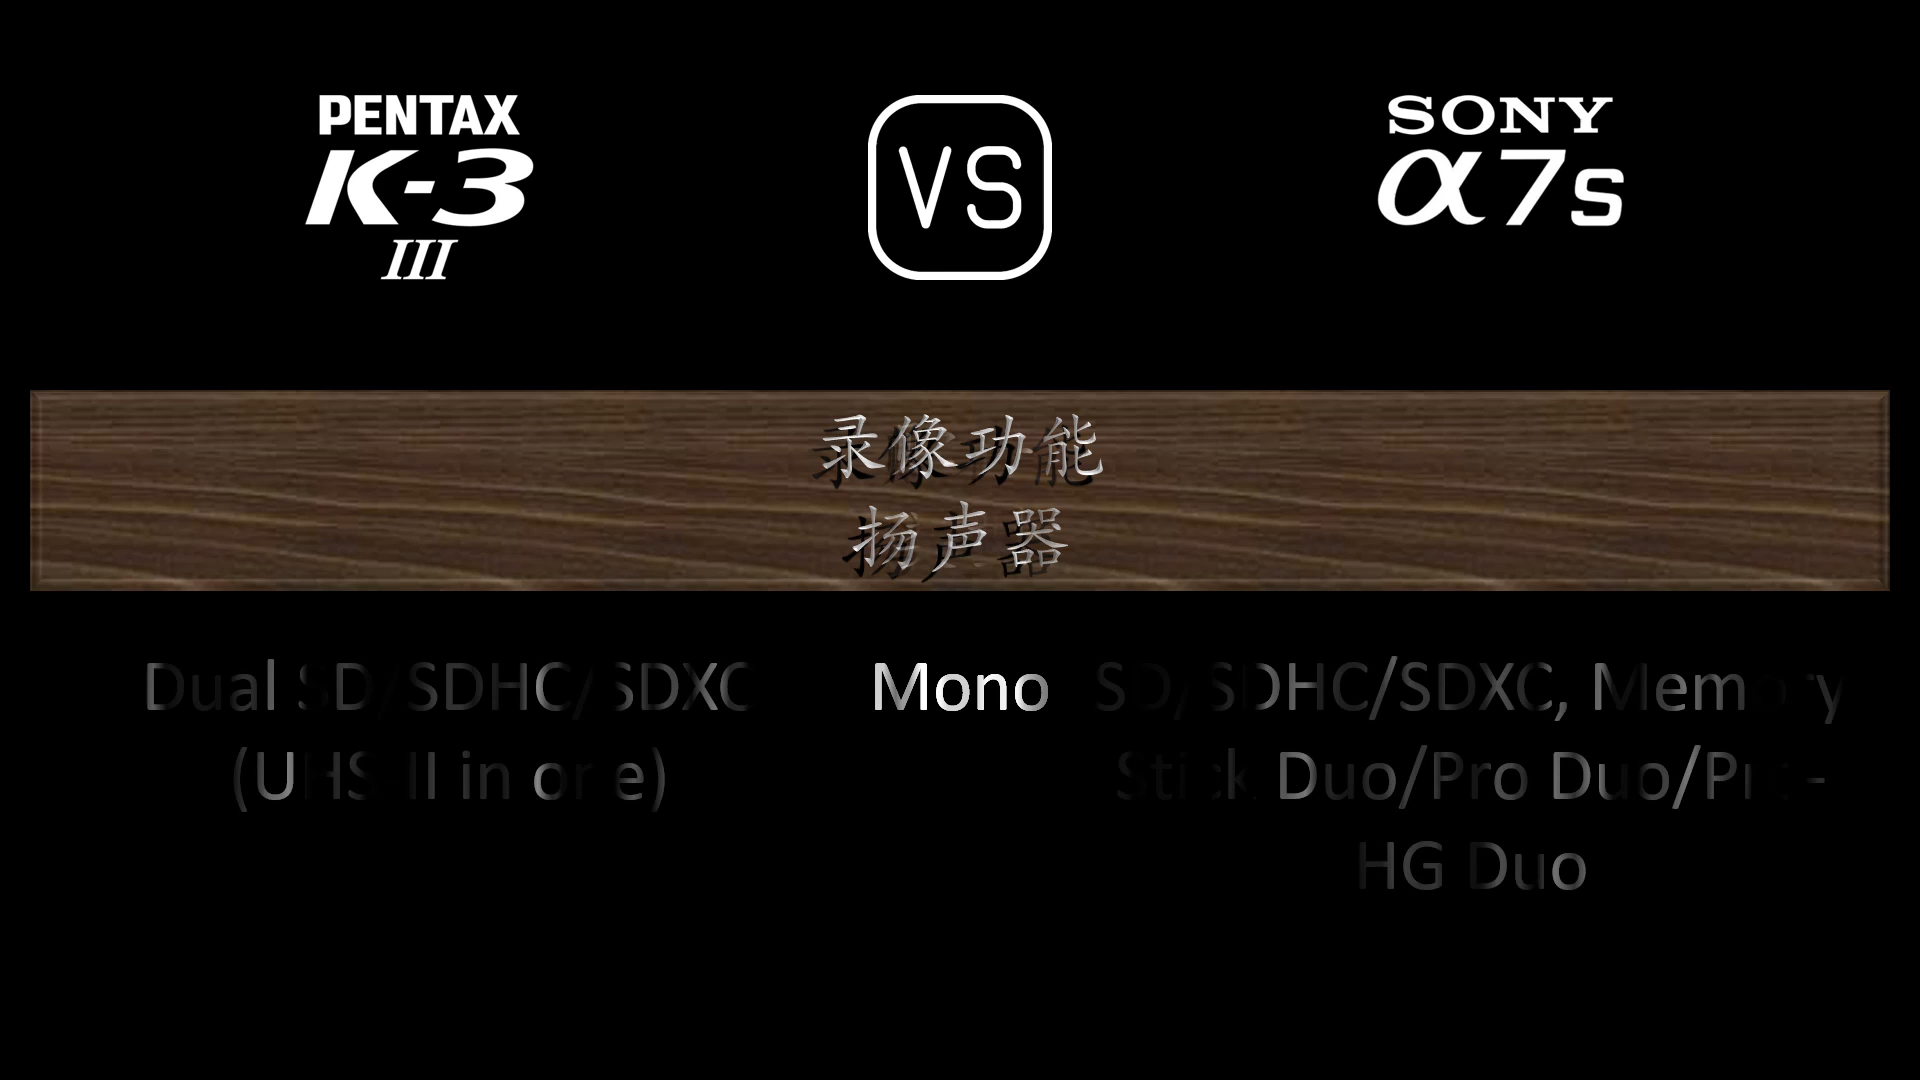 PENTAX
K-3
III
VS
SONY
α7s
录像功能
扬声器
Dual SD/SDHC/SDXC
(UHS-II in one)
Mono
SD/SDHC/SDXC, Memory
Stick Duo/Pro Duo/Pro-
HG Duo